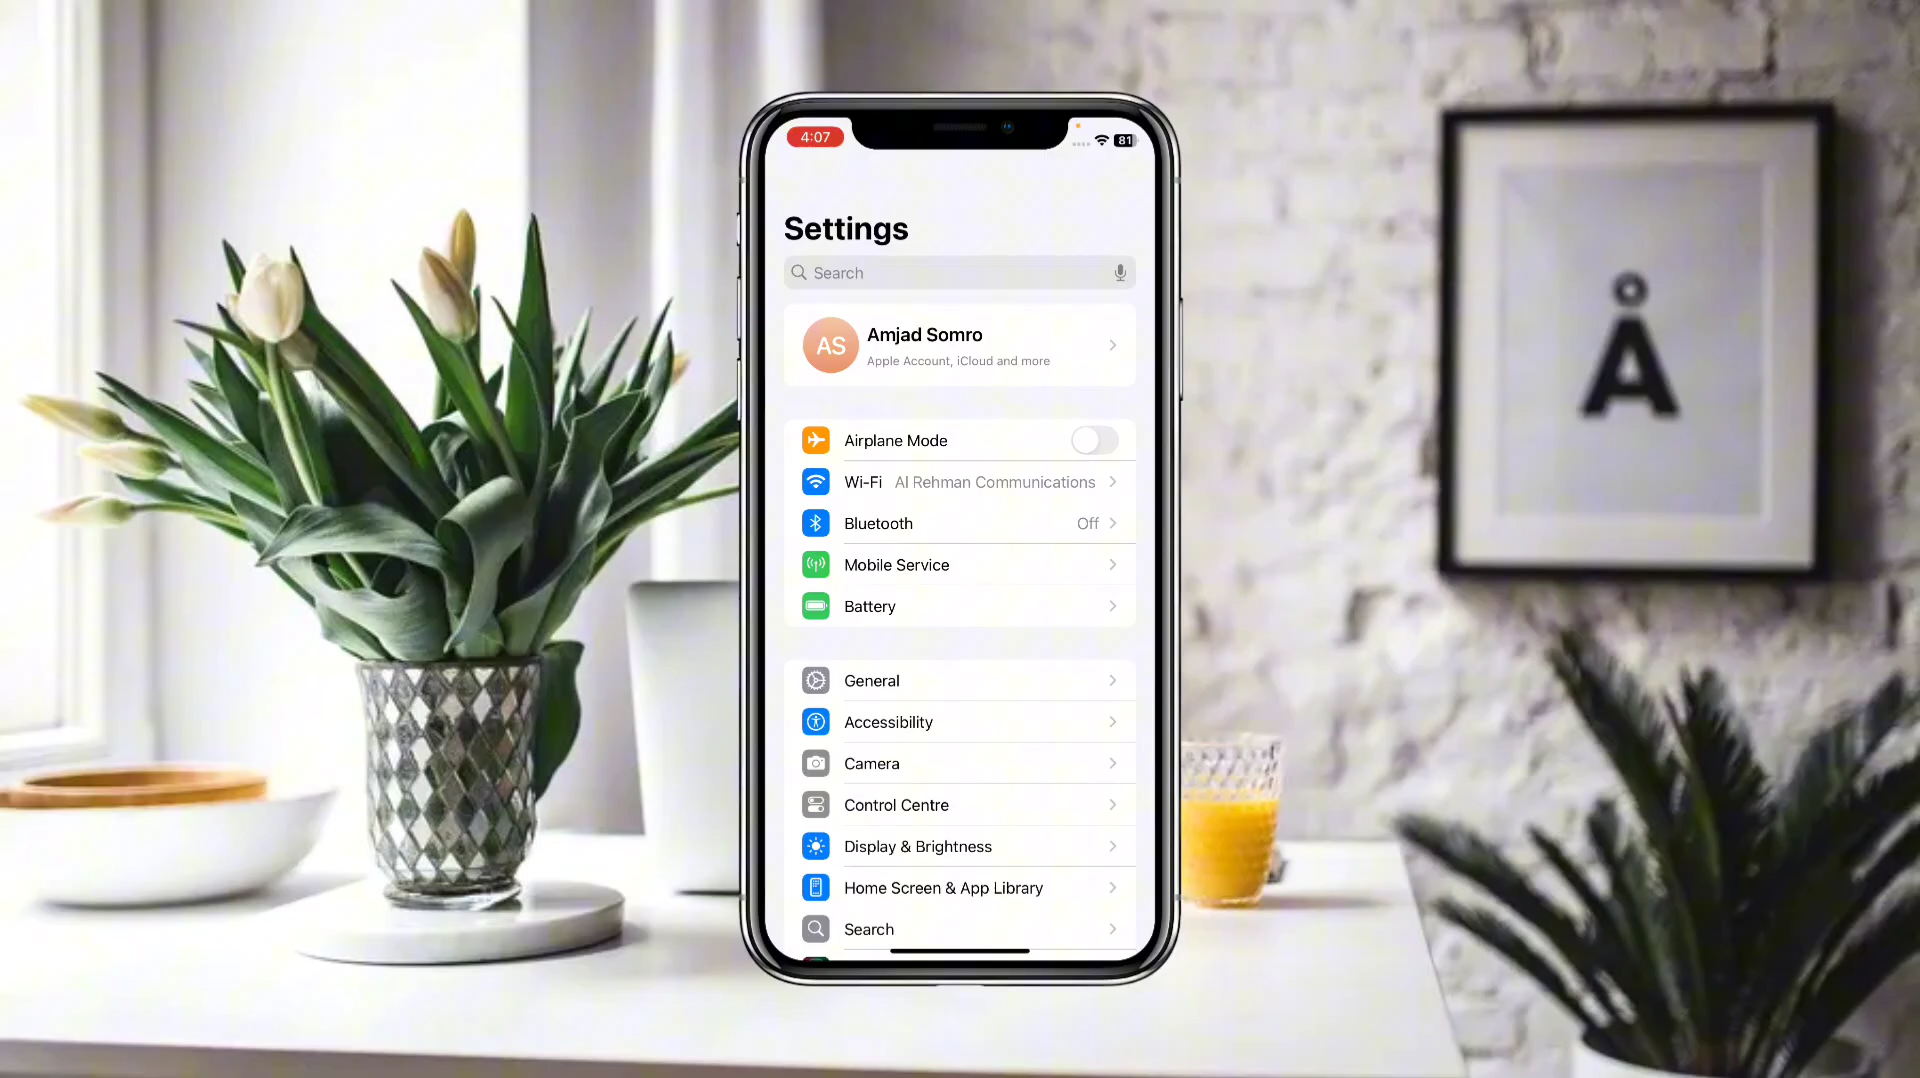 4:07
81
Settings
Search
AS
Amjad Somro
Apple Account, iCloud and more
Airplane Mode
Wi-Fi Al Rehman Communications
Bluetooth Off
Mobile Service
Battery
General
Accessibility
Camera
Control Centre
Display & Brightness
Home Screen & App Library
Search
Å